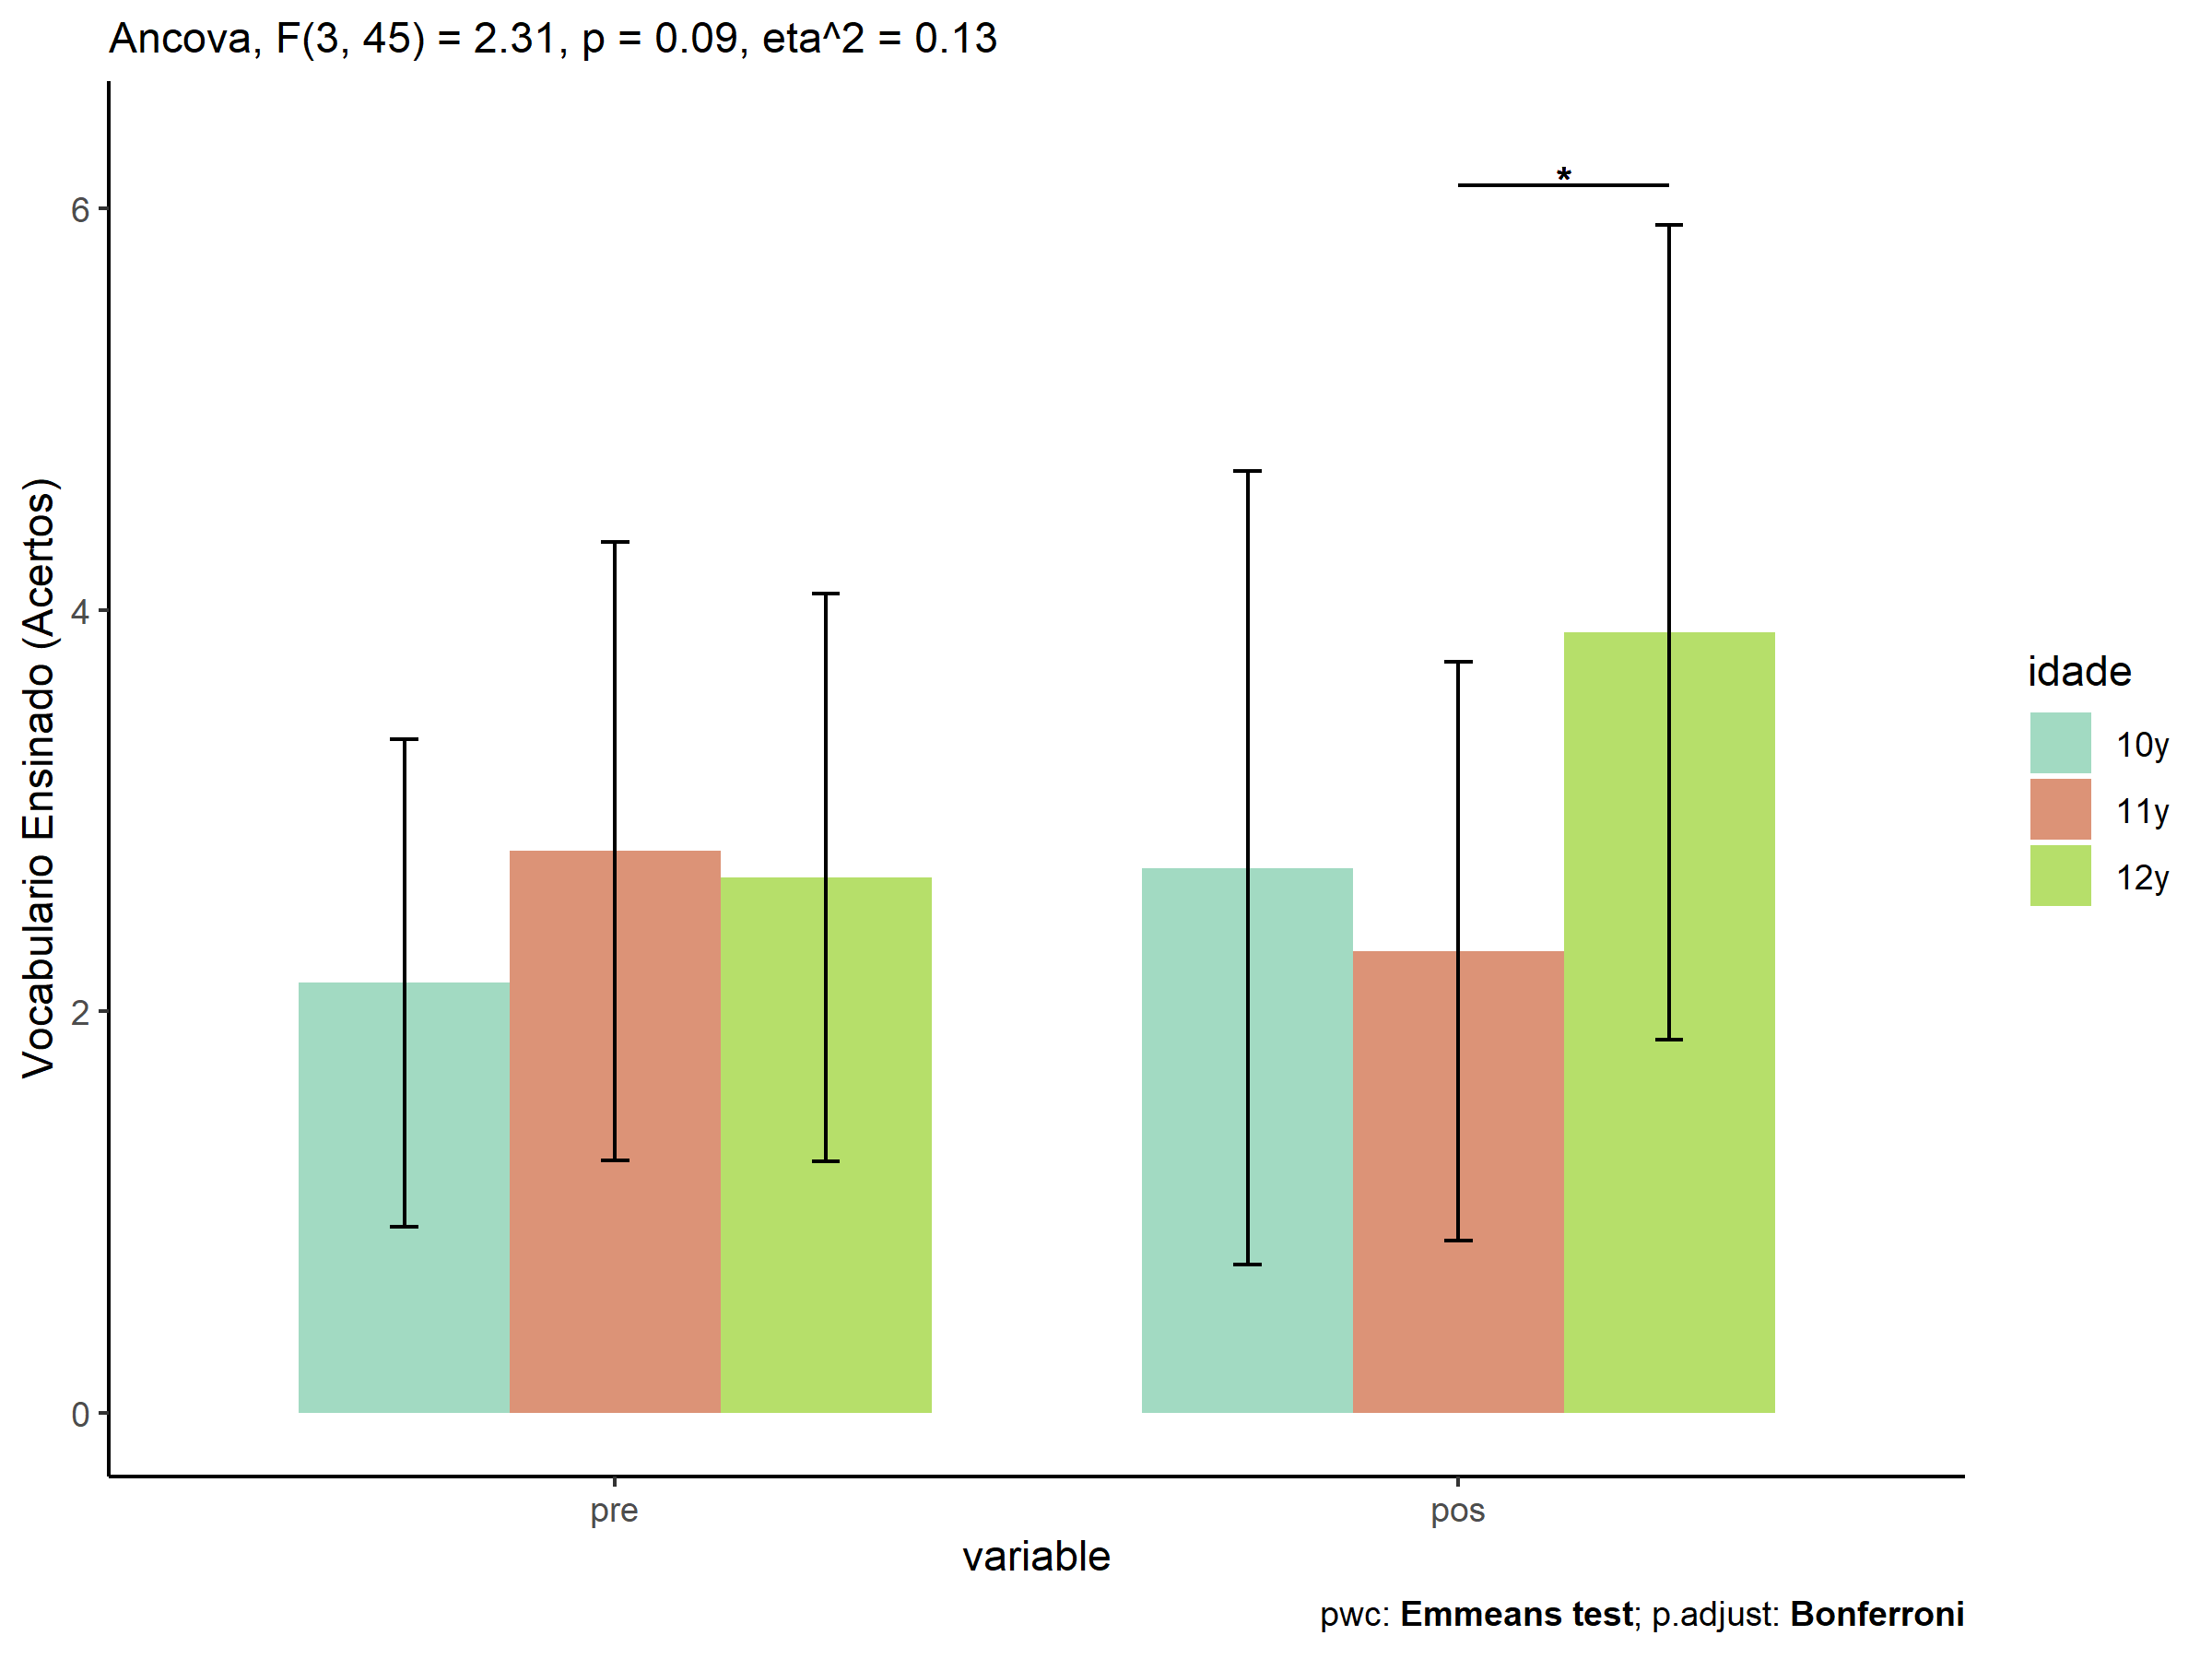 Ancova, F(3, 45) = 2.31, p = 0.09, eta^2 = 0.13
Vocabulario Ensinado (Acertos)
6
4
2
0
*
pre
pos
variable
idade
10y
11y
12y
pwc: Emmeans test; p.adjust: Bonferroni